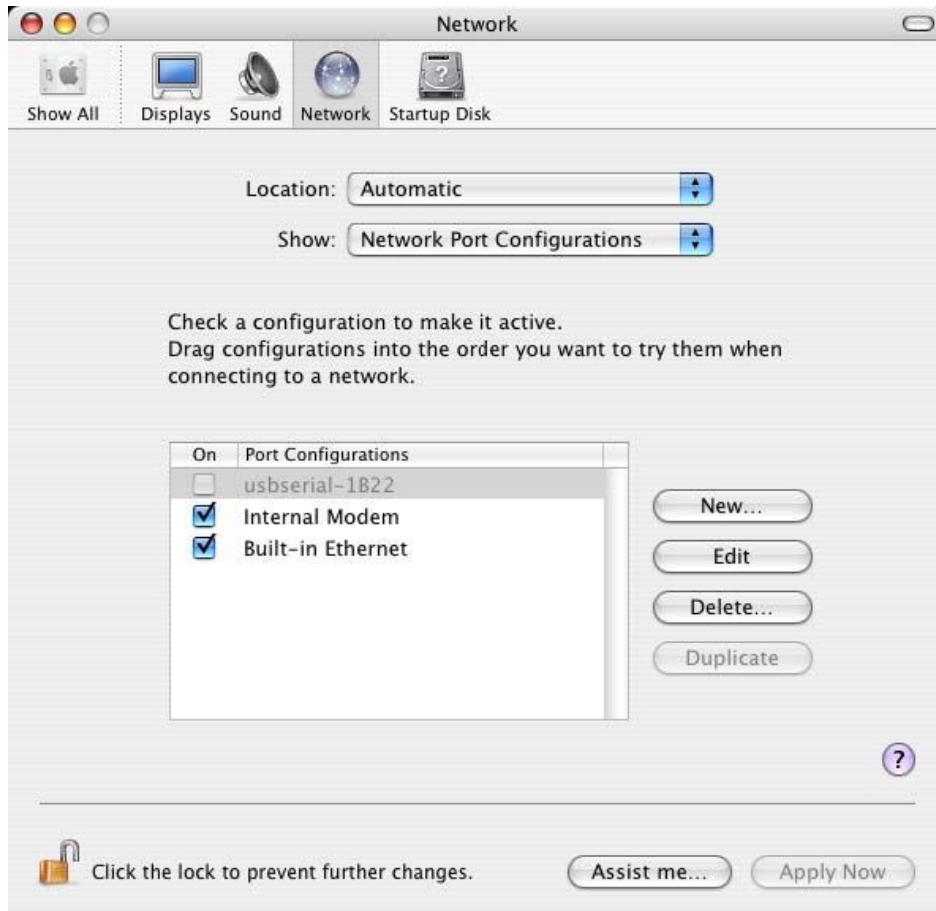 Network
Show All
Displays
Sound
Network
Startup Disk
Location: Automatic
Show: Network Port Configurations
Check a configuration to make it active.
Drag configurations into the order you want to try them when
connecting to a network.
On Port Configurations
usbserial-1B22
Internal Modem
Built-in Ethernet
New...
Edit
Delete...
Duplicate
?
Click the lock to prevent further changes.
Assist me...
Apply Now